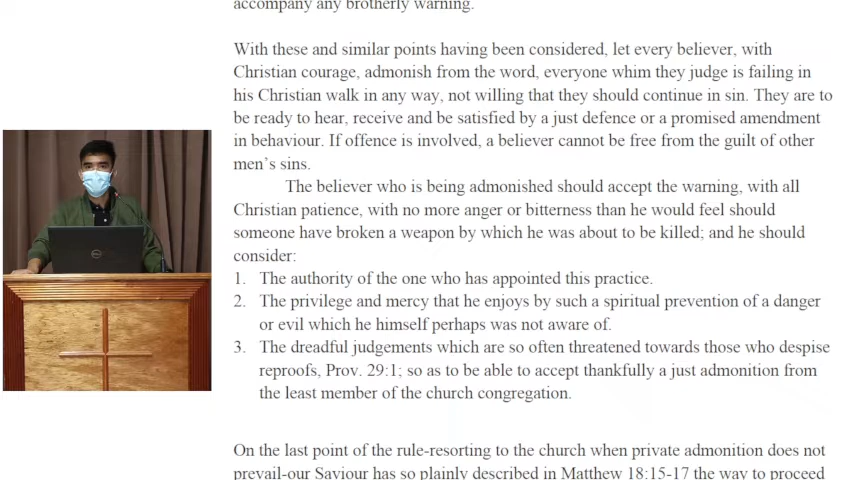 accompany any brotherly warning.
With these and similar points having been considered, let every believer, with
Christian courage, admonish from the word, everyone whim they judge is failing in
his Christian walk in any way, not willing that they should continue in sin. They are to
be ready to hear, receive and be satisfied by a just defence or a promised amendment
in behaviour. If offence is involved, a believer cannot be free from the guilt of other
men’s sins.
The believer who is being admonished should accept the warning, with all
Christian patience, with no more anger or bitterness than he would feel should
someone have broken a weapon by which he was about to be killed; and he should
consider:
1. The authority of the one who has appointed this practice.
2. The privilege and mercy that he enjoys by such a spiritual prevention of a danger
or evil which he himself perhaps was not aware of.
3. The dreadful judgements which are so often threatened towards those who despise
reproofs, Prov. 29:1; so as to be able to accept thankfully a just admonition from
the least member of the church congregation.
On the last point of the rule-resorting to the church when private admonition does not
prevail-our Saviour has so plainly described in Matthew 18:15-17 the way to proceed